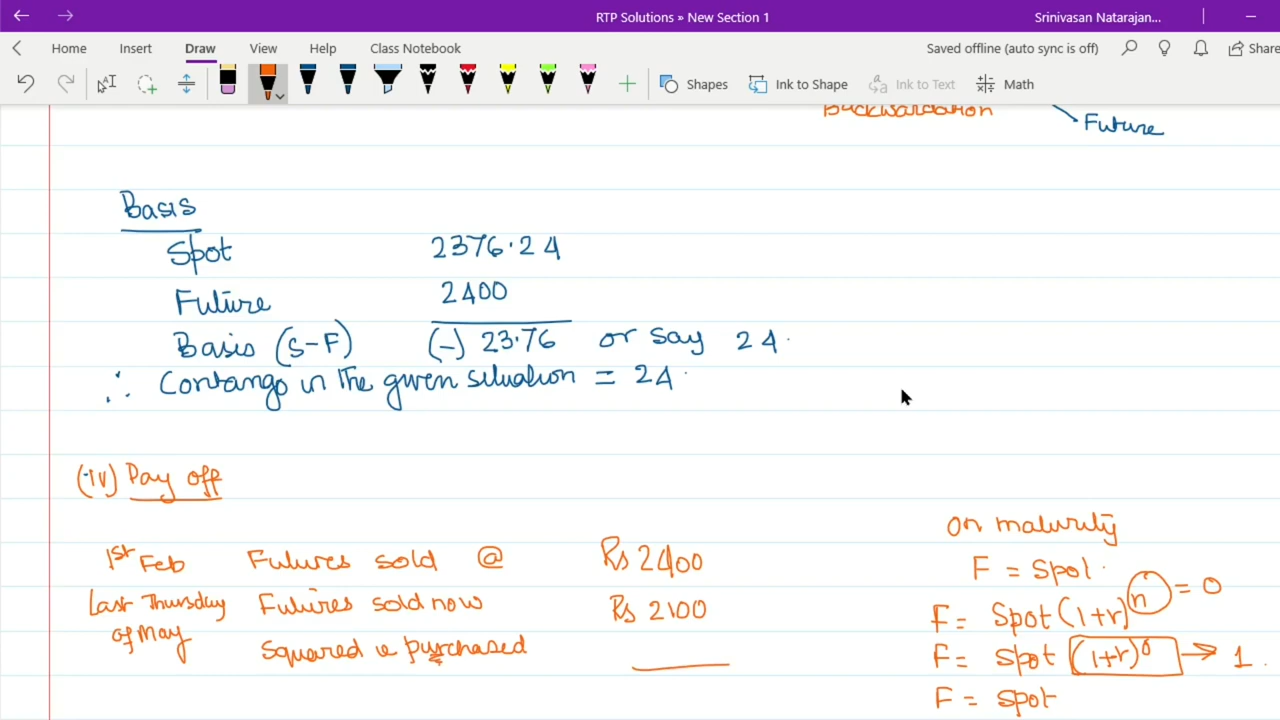 RTP Solutions » New Section 1
Srinivasan Natarajan...
Home Insert Draw View Help Class Notebook
Saved offline (auto sync is off)
Share
Shapes
Ink to Shape
Ink to Text
Math
Backwardation
Future
Basis
Spot 2376.24
Future 2400
Basis (S-F) (-) 23.76 or say 24.
∴ Contango in the given situation = 24.
(iv) Pay off
1st Feb Futures sold @ Rs 2400
Last Thursday of May Futures sold now Rs 2100
Squared ie purchased
On maturity
F = Spot.
F = Spot (1+r)^n = 0
F = Spot (1+r)^0 → 1.
F = Spot